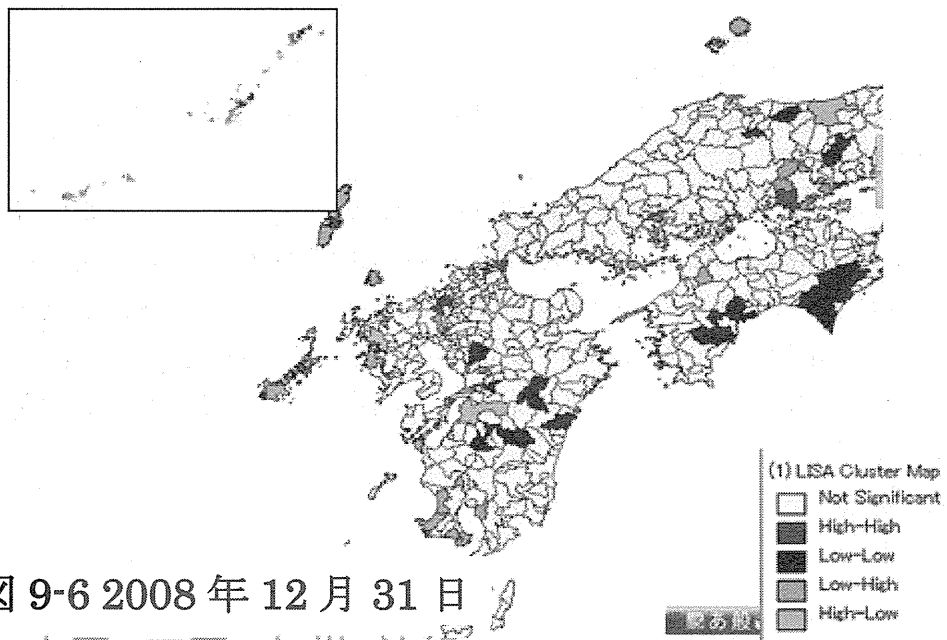 (1) LISA Cluster Map
Not Significant
High-High
Low-Low
Low-High
High-Low
図 9-6 2008 年 12 月 31 日